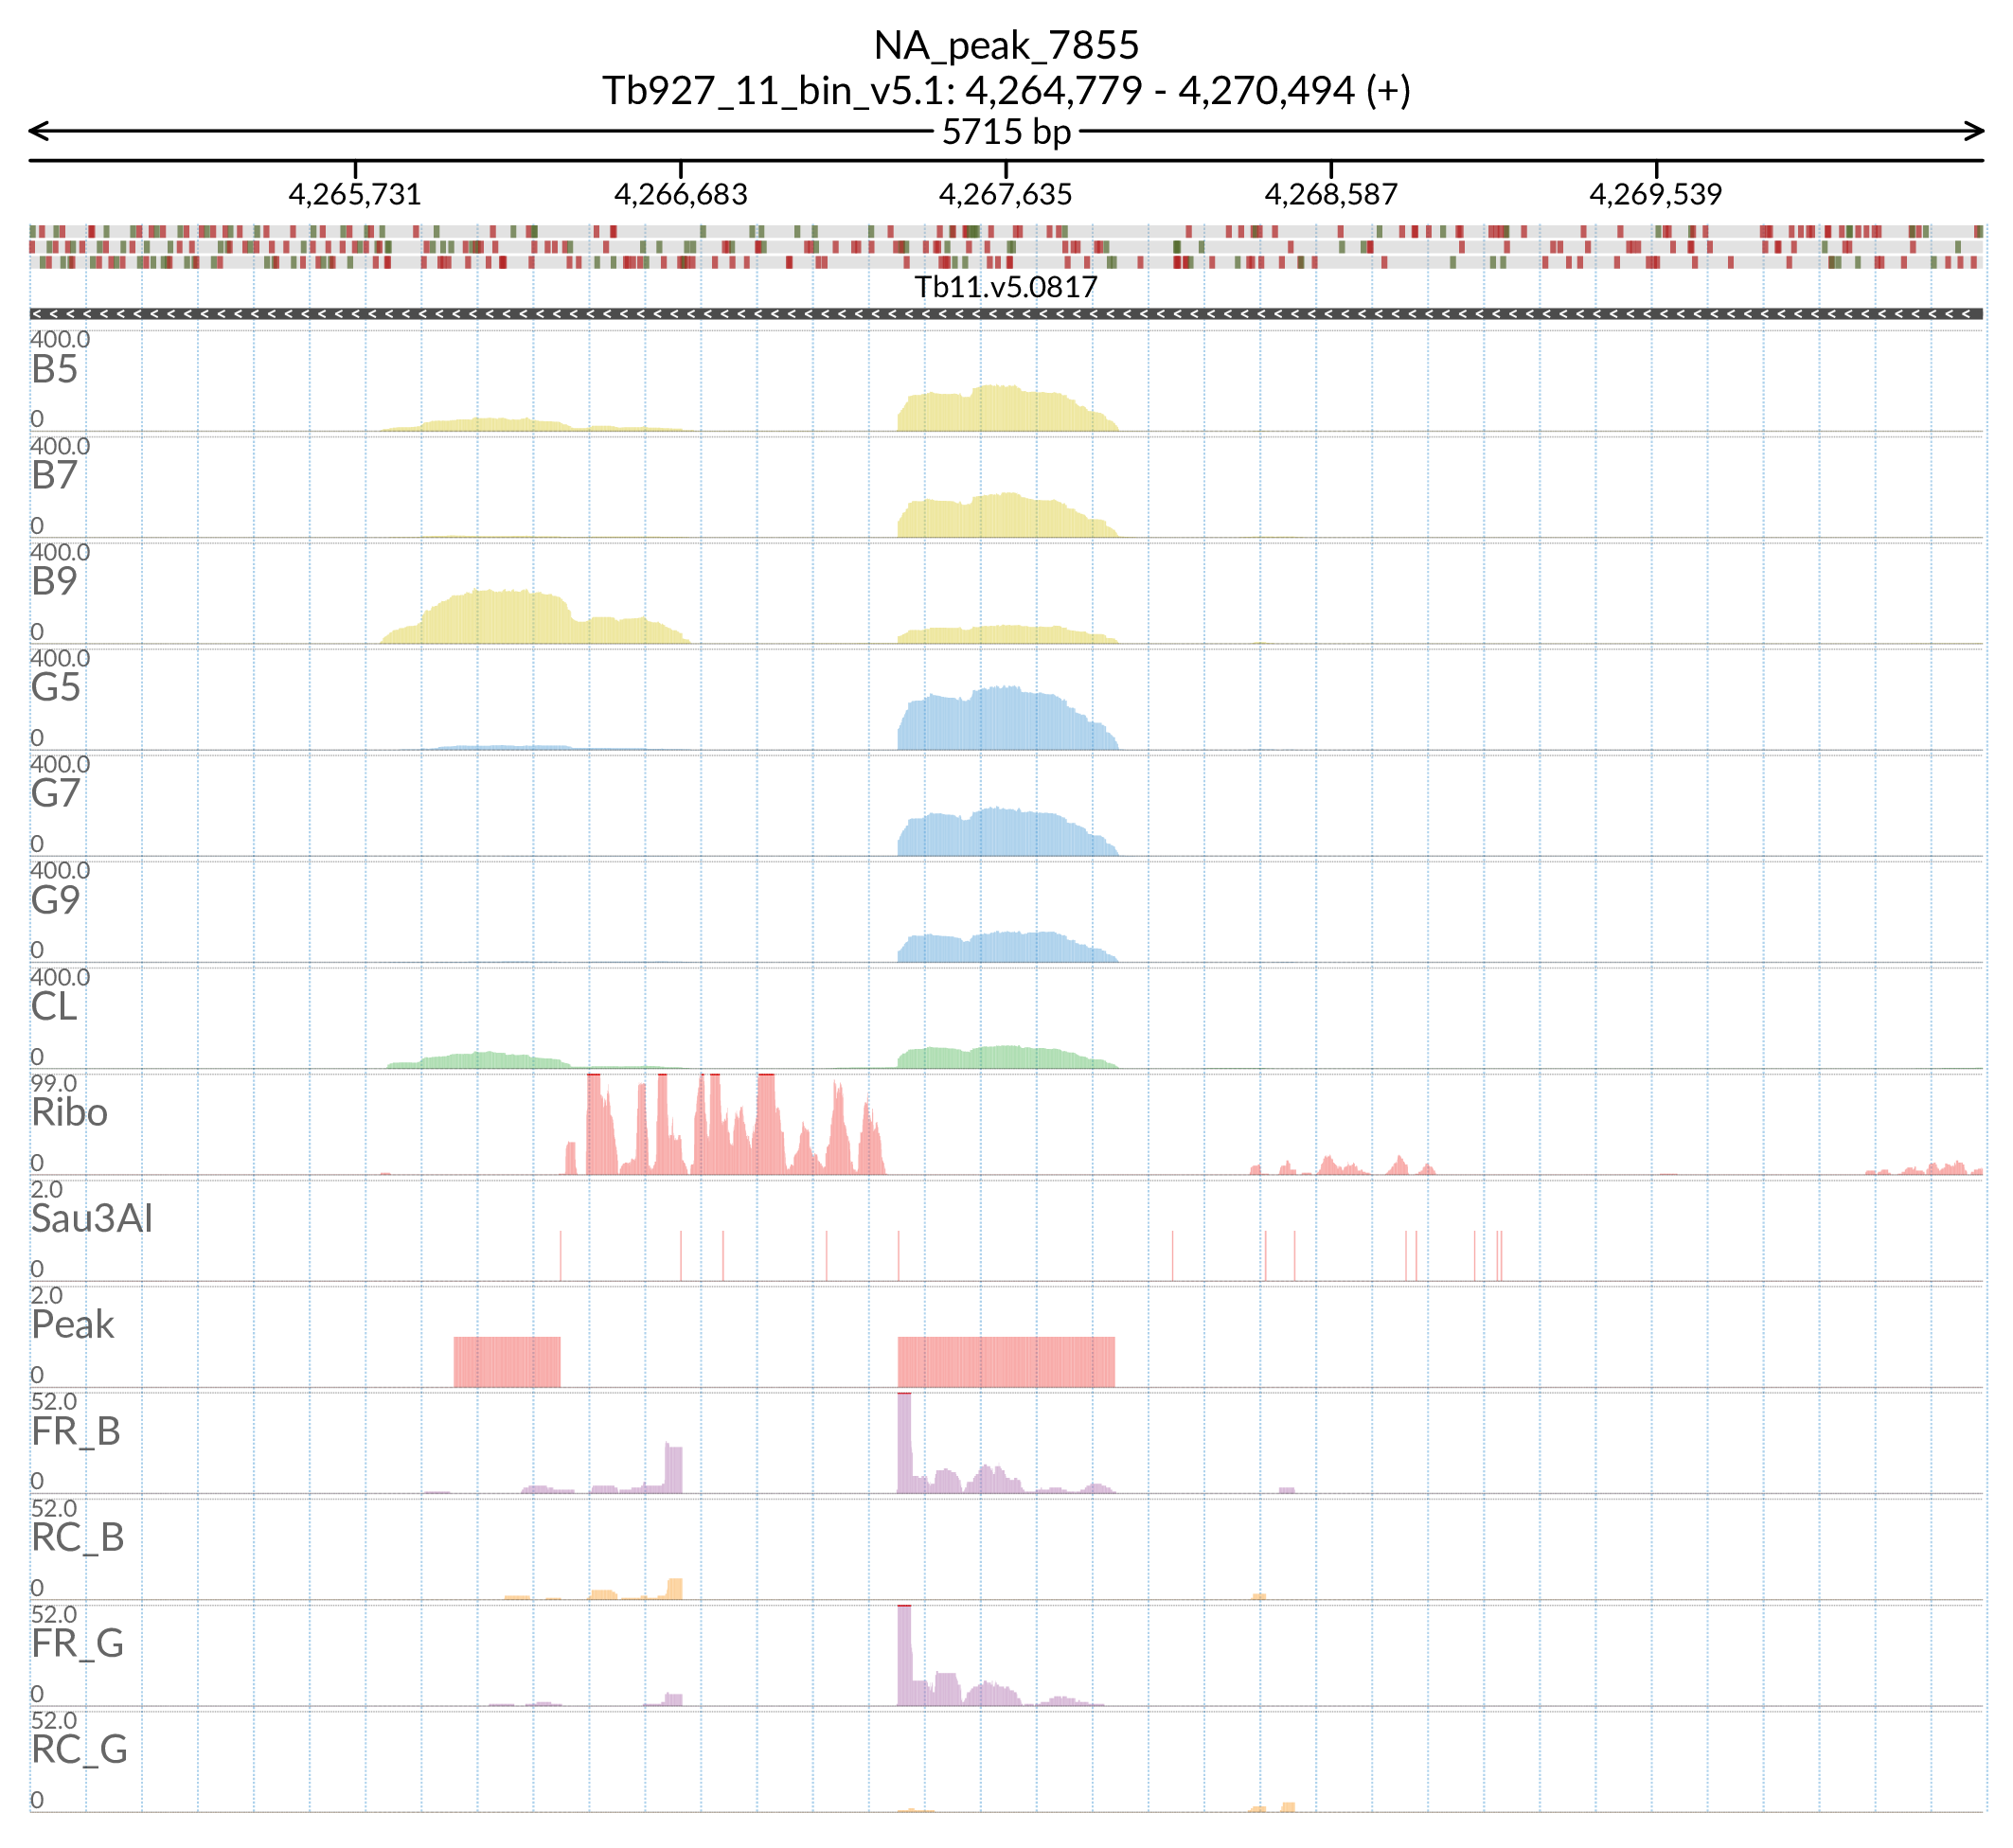 NA_peak_7855
Tb927_11_bin_v5.1: 4,264,779 - 4,270,494 (+)
5715 bp
4,265,731 4,266,683 4,267,635 4,268,587 4,269,539
Tb11.v5.0817
400.0
B5
0
400.0
B7
0
400.0
B9
0
400.0
G5
0
400.0
G7
0
400.0
G9
0
400.0
CL
0
99.0
Ribo
0
2.0
Sau3AI
0
2.0
Peak
0
52.0
FR_B
0
52.0
RC_B
0
52.0
FR_G
0
52.0
RC_G
0